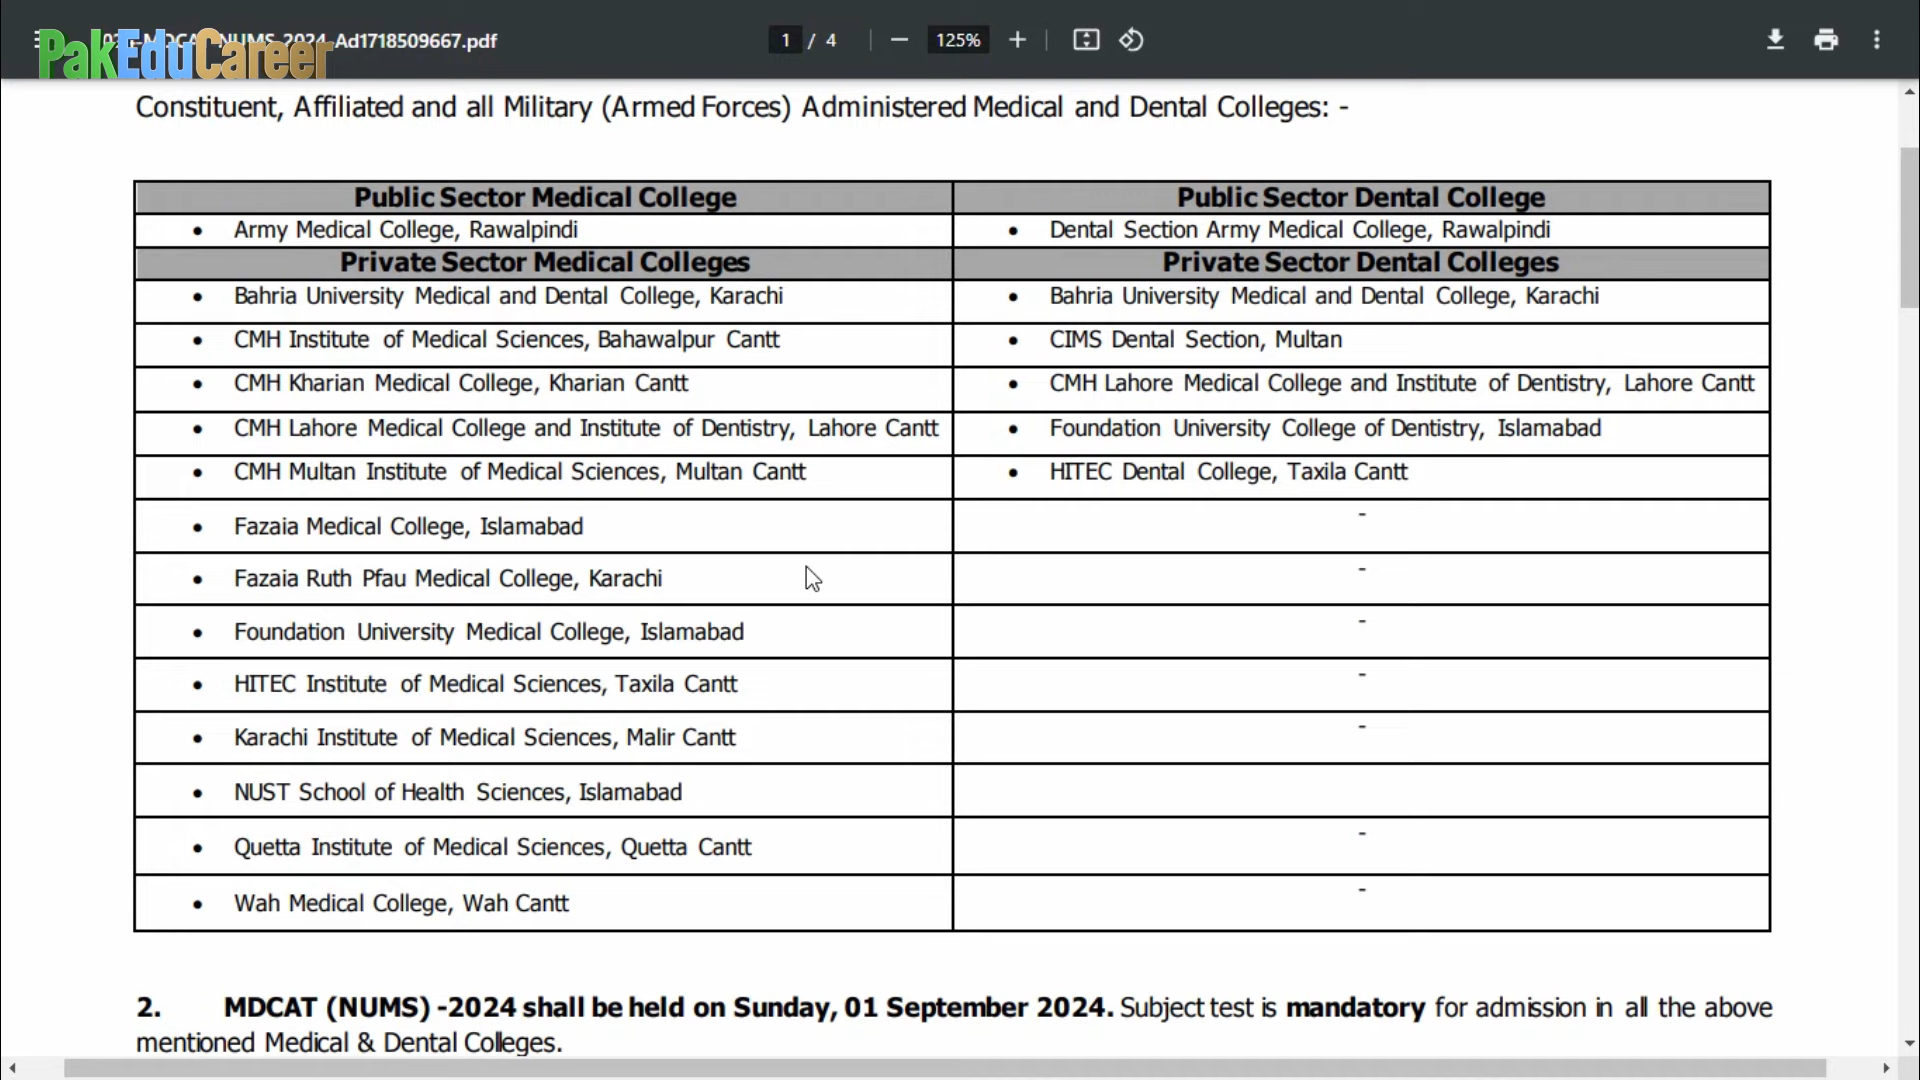 PakEduCareer
MDCAT-NUMS-2024-Ad1718509667.pdf
1 / 4
125%
Constituent, Affiliated and all Military (Armed Forces) Administered Medical and Dental Colleges: -
Public Sector Medical College
Public Sector Dental College
• Army Medical College, Rawalpindi
• Dental Section Army Medical College, Rawalpindi
Private Sector Medical Colleges
Private Sector Dental Colleges
• Bahria University Medical and Dental College, Karachi
• Bahria University Medical and Dental College, Karachi
• CMH Institute of Medical Sciences, Bahawalpur Cantt
• CIMS Dental Section, Multan
• CMH Kharian Medical College, Kharian Cantt
• CMH Lahore Medical College and Institute of Dentistry, Lahore Cantt
• CMH Lahore Medical College and Institute of Dentistry, Lahore Cantt
• Foundation University College of Dentistry, Islamabad
• CMH Multan Institute of Medical Sciences, Multan Cantt
• HITEC Dental College, Taxila Cantt
• Fazaia Medical College, Islamabad
-
• Fazaia Ruth Pfau Medical College, Karachi
-
• Foundation University Medical College, Islamabad
-
• HITEC Institute of Medical Sciences, Taxila Cantt
-
• Karachi Institute of Medical Sciences, Malir Cantt
-
• NUST School of Health Sciences, Islamabad
• Quetta Institute of Medical Sciences, Quetta Cantt
-
• Wah Medical College, Wah Cantt
-
2. MDCAT (NUMS) -2024 shall be held on Sunday, 01 September 2024. Subject test is mandatory for admission in all the above
mentioned Medical & Dental Colleges.